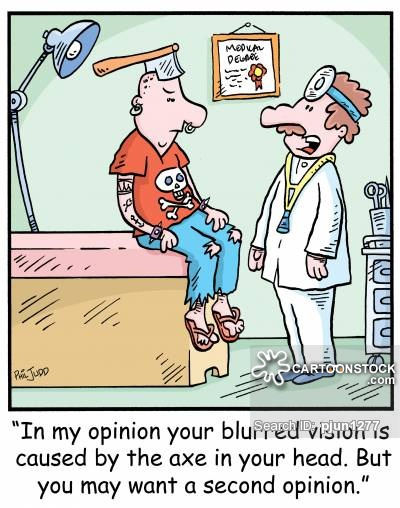 MEDICAL
DEGREE
PHIL JUDD
CARTOONSTOCK
.com
Search ID: pjun1277
"In my opinion your blurred vision is
caused by the axe in your head. But
you may want a second opinion."